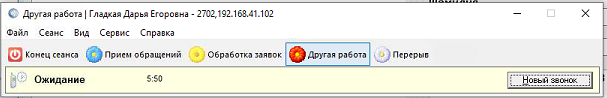 Другая работа | Гладкая Дарья Егоровна - 2702,192.168.41.102
Файл Сеанс Вид Сервис Справка
Конец сеанса Прием обращений Обработка заявок Другая работа Перерыв
Ожидание 5:50 Новый звонок